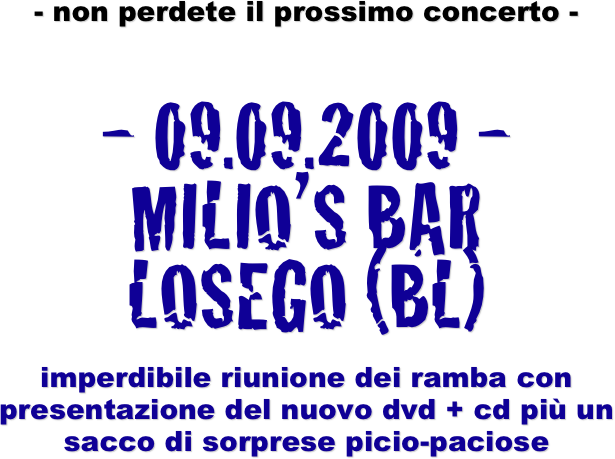 - non perdete il prossimo concerto -
- 09.09.2009 -
MILIO'S BAR
LOSEGO (BL)
imperdibile riunione dei ramba con
presentazione del nuovo dvd + cd più un
sacco di sorprese picio-paciose